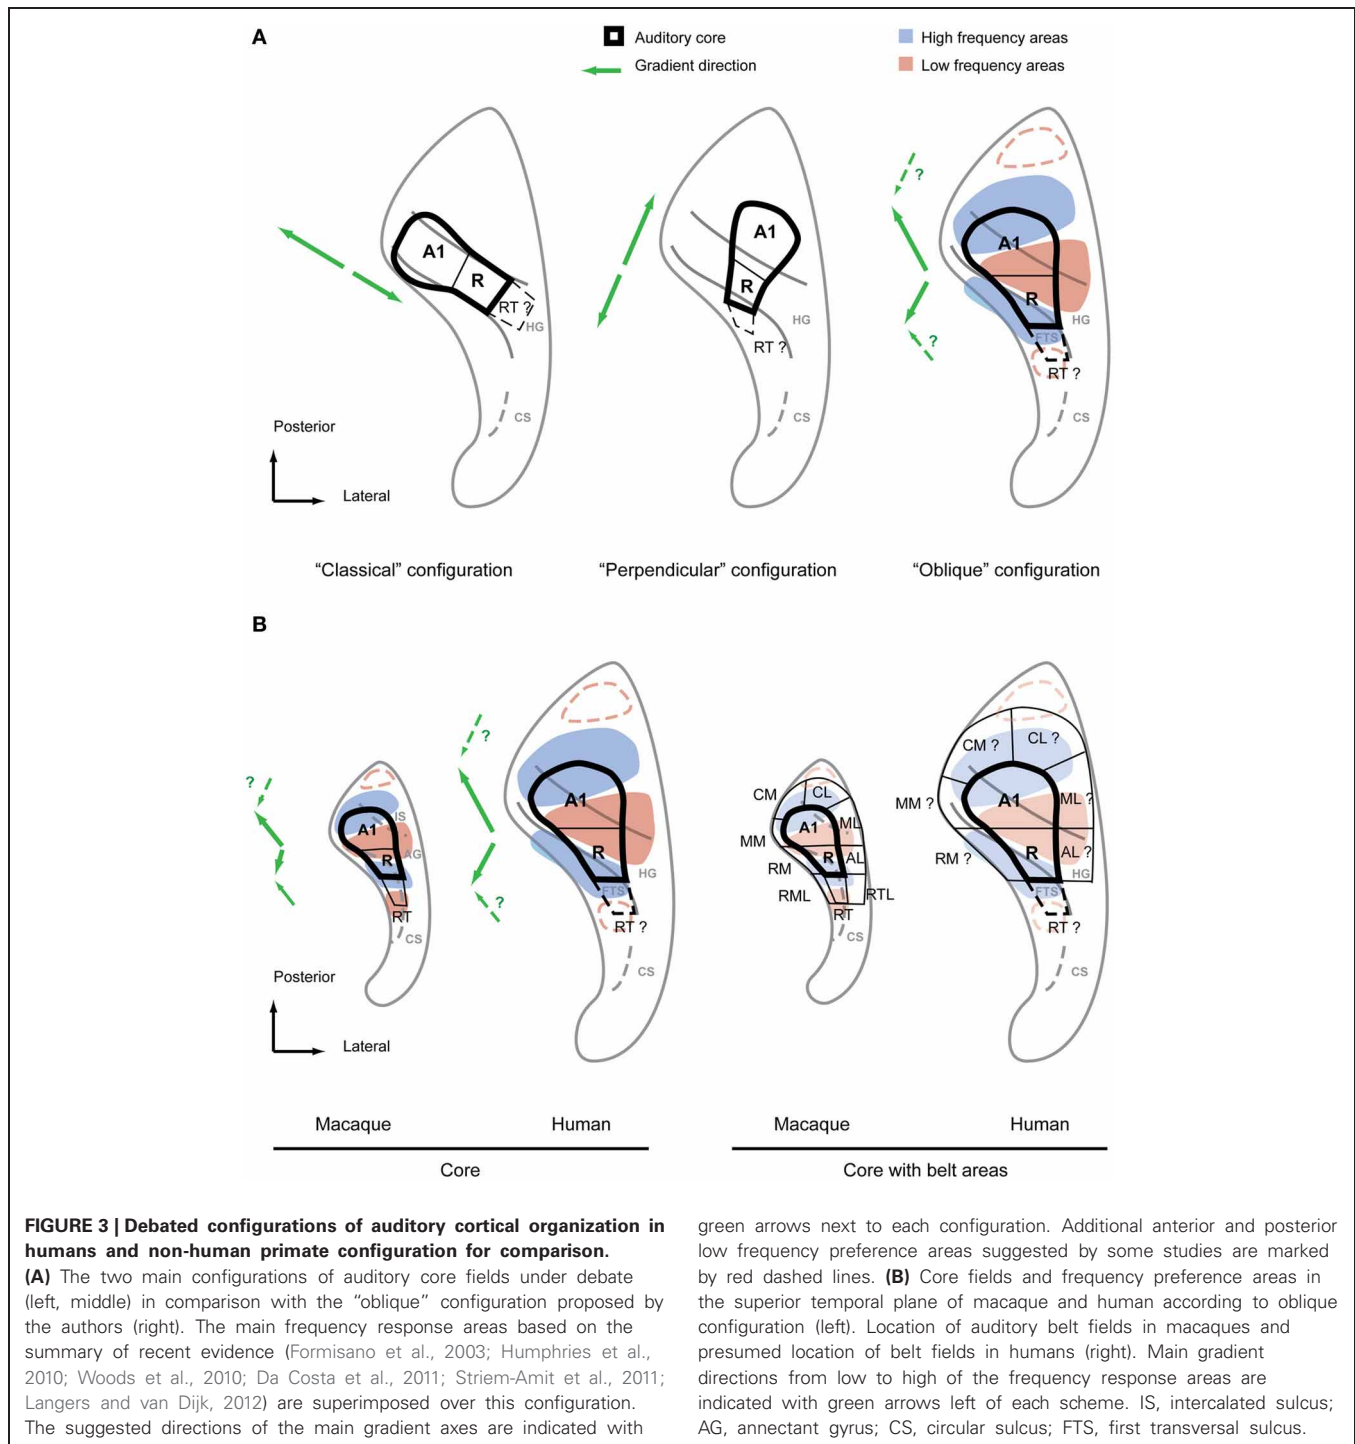 A
Auditory core
Gradient direction
High frequency areas
Low frequency areas
A1
R
RT ?
HG
CS
A1
R
RT ?
HG
CS
A1
R
HG
FTS
RT ?
CS
?
?
Posterior
Lateral
“Classical” configuration
“Perpendicular” configuration
“Oblique” configuration
B
?
IS
A1
AG
R
RT
CS
?
?
A1
R
HG
FTS
RT ?
CS
CM
CL
A1
ML
MM
R
AL
RM
RML
RTL
RT
CS
CM ?
CL ?
A1
ML ?
MM ?
R
AL ?
RM ?
HG
FTS
RT ?
CS
Posterior
Lateral
Macaque
Human
Macaque
Human
Core
Core with belt areas
FIGURE 3 | Debated configurations of auditory cortical organization in
humans and non-human primate configuration for comparison.
(A) The two main configurations of auditory core fields under debate
(left, middle) in comparison with the “oblique” configuration proposed by
the authors (right). The main frequency response areas based on the
summary of recent evidence (Formisano et al., 2003; Humphries et al.,
2010; Woods et al., 2010; Da Costa et al., 2011; Striem-Amit et al., 2011;
Langers and van Dijk, 2012) are superimposed over this configuration.
The suggested directions of the main gradient axes are indicated with
green arrows next to each configuration. Additional anterior and posterior
low frequency preference areas suggested by some studies are marked
by red dashed lines. (B) Core fields and frequency preference areas in
the superior temporal plane of macaque and human according to oblique
configuration (left). Location of auditory belt fields in macaques and
presumed location of belt fields in humans (right). Main gradient
directions from low to high of the frequency response areas are
indicated with green arrows left of each scheme. IS, intercalated sulcus;
AG, annectant gyrus; CS, circular sulcus; FTS, first transversal sulcus.